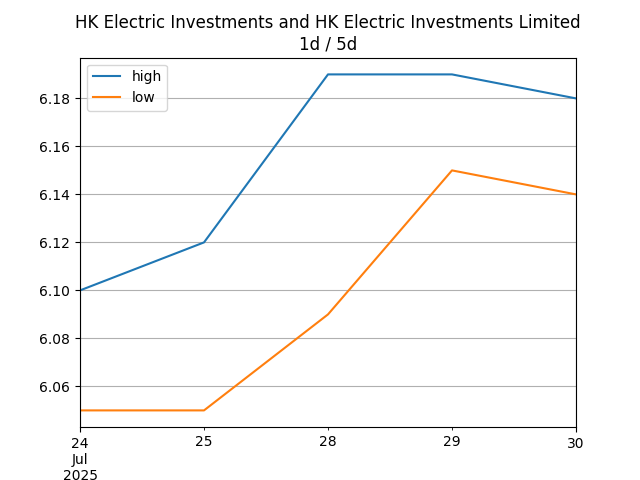 HK Electric Investments and HK Electric Investments Limited
1d / 5d
high
low
6.18
6.16
6.14
6.12
6.10
6.08
6.06
24 25 28 29 30
Jul
2025